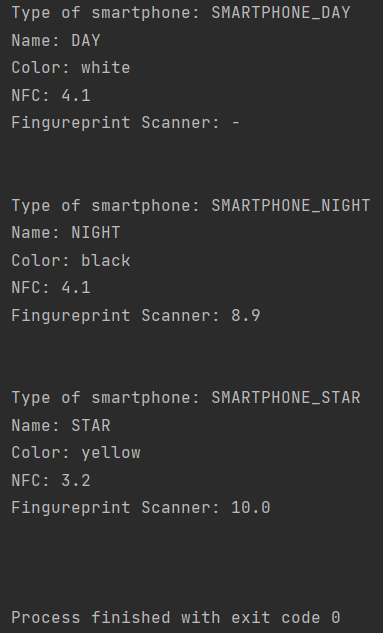 Type of smartphone: SMARTPHONE_DAY
Name: DAY
Color: white
NFC: 4.1
Fingureprint Scanner: -
Type of smartphone: SMARTPHONE_NIGHT
Name: NIGHT
Color: black
NFC: 4.1
Fingureprint Scanner: 8.9
Type of smartphone: SMARTPHONE_STAR
Name: STAR
Color: yellow
NFC: 3.2
Fingureprint Scanner: 10.0
Process finished with exit code 0